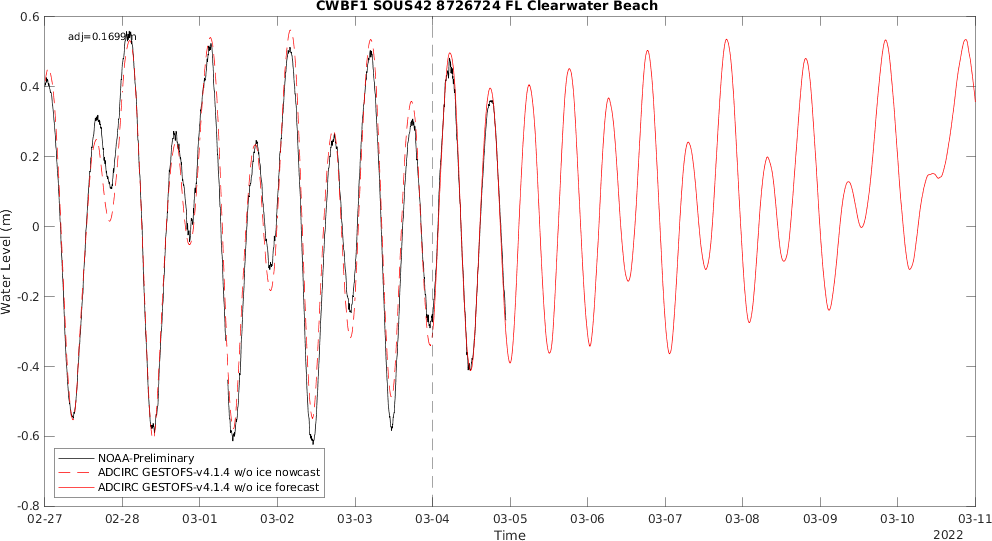 CWBF1 SOUS42 8726724 FL Clearwater Beach
adj=0.1699m
0.6
0.4
0.2
0
-0.2
-0.4
-0.6
-0.8
Water Level (m)
NOAA-Preliminary
ADCIRC GESTOFS-v4.1.4 w/o ice nowcast
ADCIRC GESTOFS-v4.1.4 w/o ice forecast
02-27 02-28 03-01 03-02 03-03 03-04 03-05 03-06 03-07 03-08 03-09 03-10 03-11
Time
2022